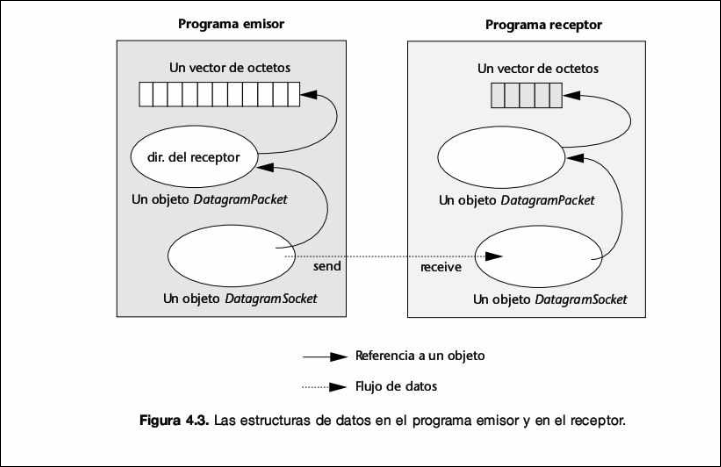 Programa emisor
Programa receptor
Un vector de octetos
Un vector de octetos
dir. del receptor
Un objeto DatagramPacket
Un objeto DatagramPacket
send
receive
Un objeto DatagramSocket
Un objeto DatagramSocket
Referencia a un objeto
Flujo de datos
Figura 4.3. Las estructuras de datos en el programa emisor y en el receptor.